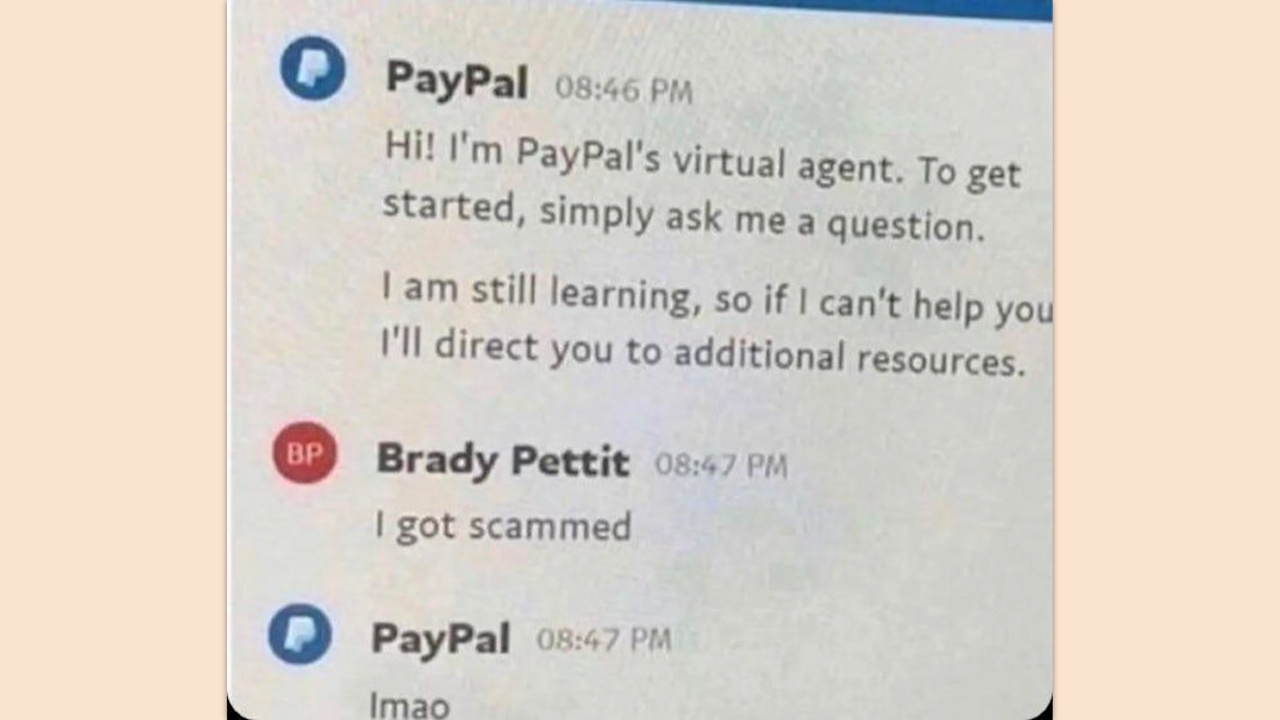 PayPal 08:46 PM
Hi! I'm PayPal's virtual agent. To get
started, simply ask me a question.
I am still learning, so if I can't help you
I'll direct you to additional resources.
BP Brady Pettit 08:47 PM
I got scammed
PayPal 08:47 PM
lmao